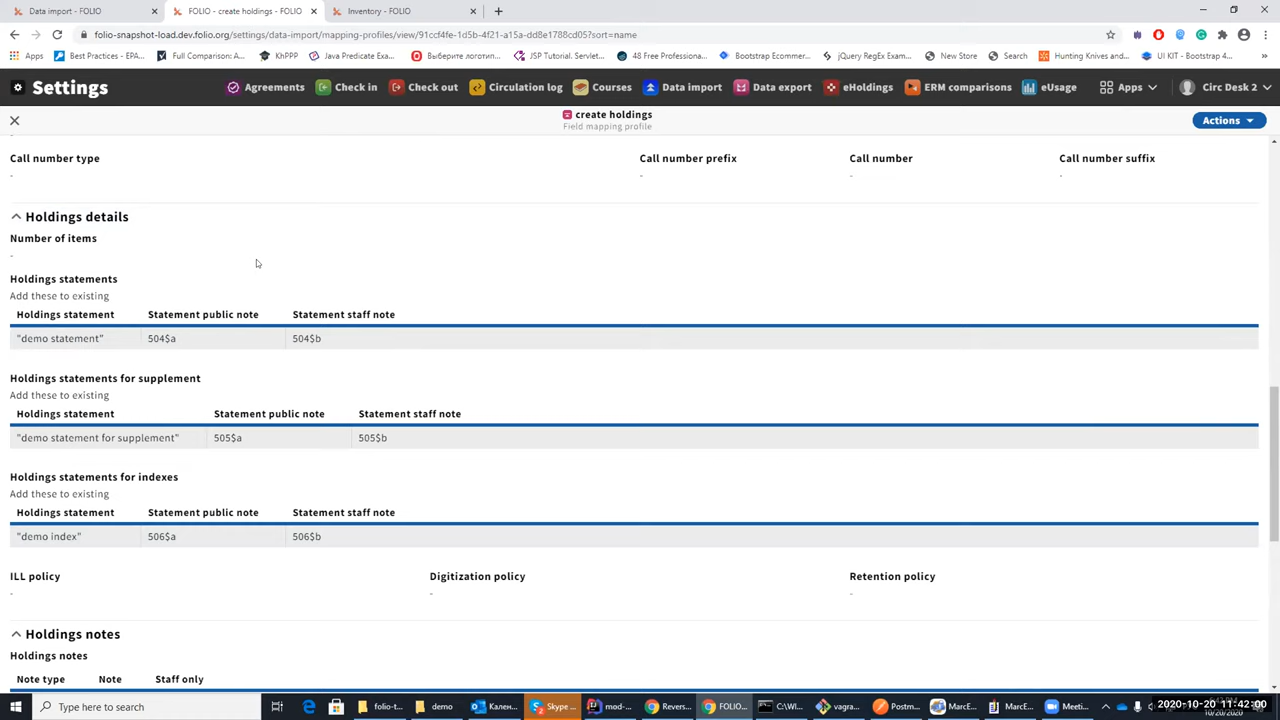 Data import - FOLIO
FOLIO - create holdings - FOLIO
Inventory - FOLIO
folio-snapshot-load.dev.folio.org/settings/data-import/mapping-profiles/view/91ccf4fe-1d5b-4f21-a15a-dd8e1788cd05?sort=name
Apps
Best Practices - EPA...
Full Comparison: A...
KhPPP
Java Predicate Exa...
Выберите логотип...
JSP Tutorial. Servlet...
48 Free Professiona...
Bootstrap Ecommer...
jQuery RegEx Exam...
New Store
Search
Hunting Knives and...
UI KIT - Bootstrap 4...
Settings
Agreements
Check in
Check out
Circulation log
Courses
Data import
Data export
eHoldings
ERM comparisons
eUsage
Apps
Circ Desk 2
create holdings
Field mapping profile
Actions
Call number type
Call number prefix
Call number
Call number suffix
-
-
-
-
Holdings details
Number of items
-
Holdings statements
Add these to existing
Holdings statement
Statement public note
Statement staff note
"demo statement"
504$a
504$b
Holdings statements for supplement
Add these to existing
Holdings statement
Statement public note
Statement staff note
"demo statement for supplement"
505$a
505$b
Holdings statements for indexes
Add these to existing
Holdings statement
Statement public note
Statement staff note
"demo index"
506$a
506$b
ILL policy
Digitization policy
Retention policy
-
-
-
Holdings notes
Holdings notes
Note type
Note
Staff only
Type here to search
folio-t...
demo
Кален...
Skype ...
mod-...
Revers...
FOLIO...
C:\WI...
vagra...
Postm...
MarcE...
MarcE...
Meeti...
2020-10-20 11:42:00